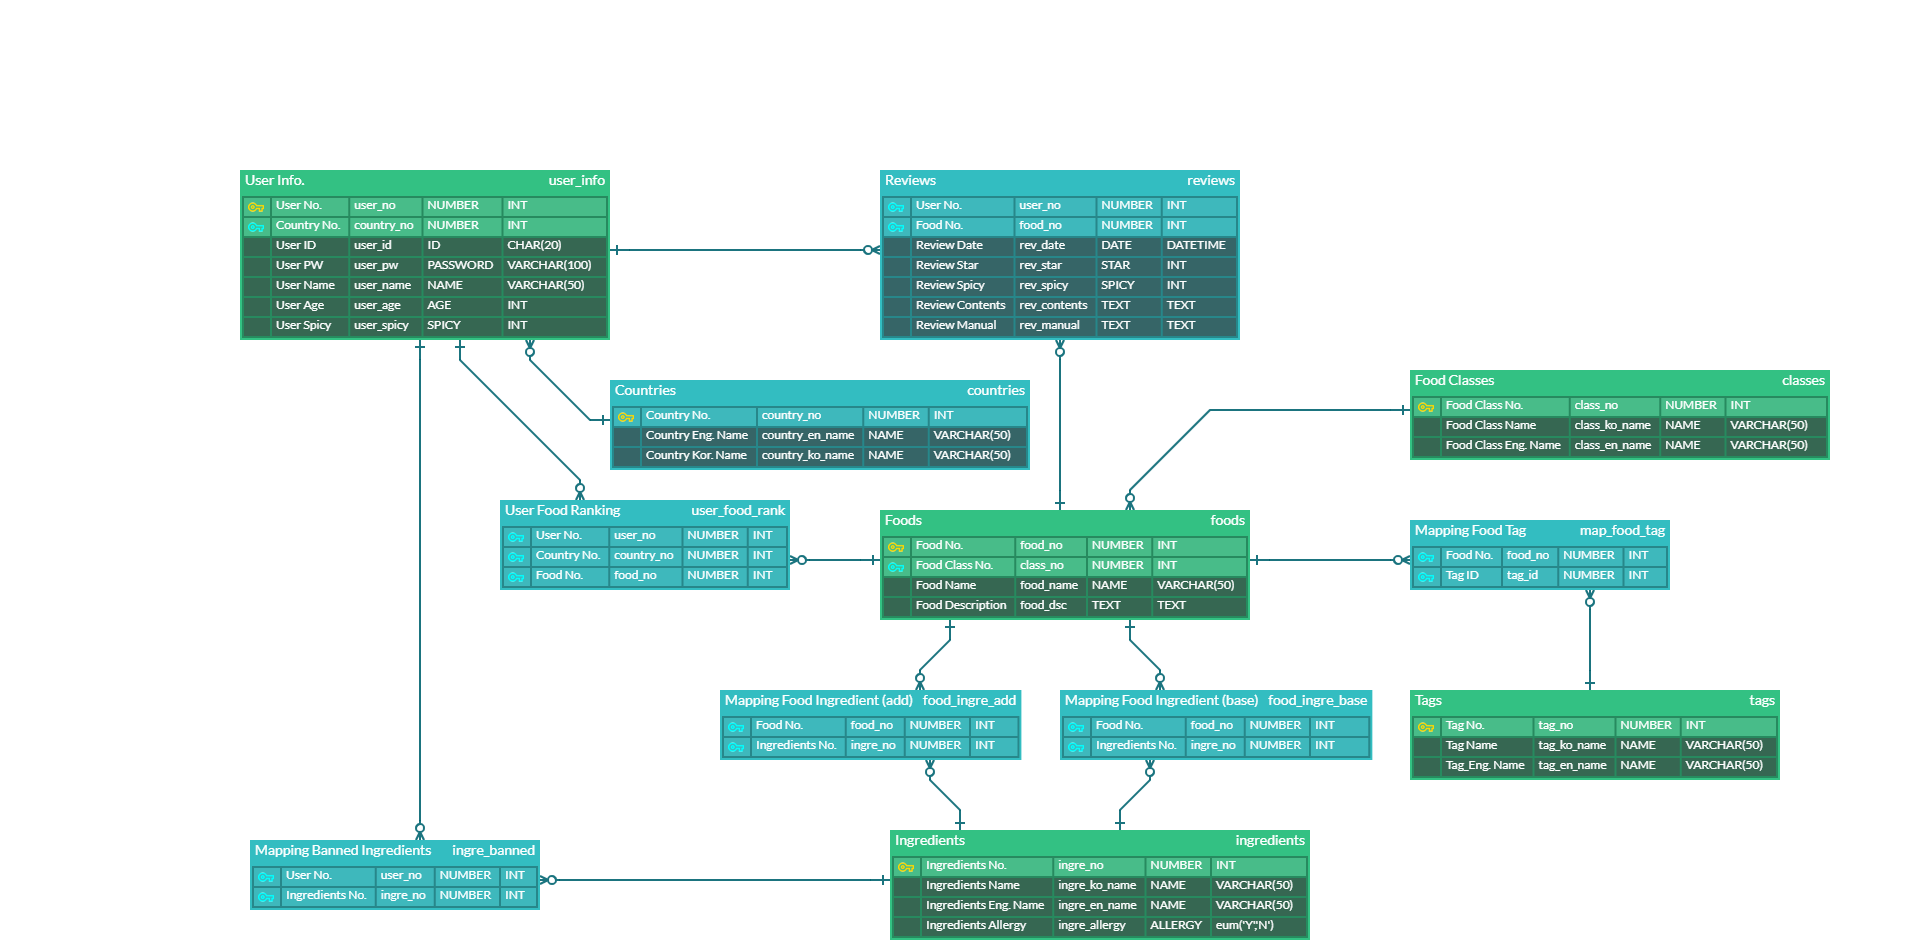 User Info. user_info
User No. user_no NUMBER INT
Country No. country_no NUMBER INT
User ID user_id ID CHAR(20)
User PW user_pw PASSWORD VARCHAR(100)
User Name user_name NAME VARCHAR(50)
User Age user_age AGE INT
User Spicy user_spicy SPICY INT
Reviews reviews
User No. user_no NUMBER INT
Food No. food_no NUMBER INT
Review Date rev_date DATE DATETIME
Review Star rev_star STAR INT
Review Spicy rev_spicy SPICY INT
Review Contents rev_contents TEXT TEXT
Review Manual rev_manual TEXT TEXT
Countries countries
Country No. country_no NUMBER INT
Country Eng. Name country_en_name NAME VARCHAR(50)
Country Kor. Name country_ko_name NAME VARCHAR(50)
Food Classes classes
Food Class No. class_no NUMBER INT
Food Class Name class_ko_name NAME VARCHAR(50)
Food Class Eng. Name class_en_name NAME VARCHAR(50)
User Food Ranking user_food_rank
User No. user_no NUMBER INT
Country No. country_no NUMBER INT
Food No. food_no NUMBER INT
Foods foods
Food No. food_no NUMBER INT
Food Class No. class_no NUMBER INT
Food Name food_name NAME VARCHAR(50)
Food Description food_dsc TEXT TEXT
Mapping Food Tag map_food_tag
Food No. food_no NUMBER INT
Tag ID tag_id NUMBER INT
Mapping Food Ingredient (add) food_ingre_add
Food No. food_no NUMBER INT
Ingredients No. ingre_no NUMBER INT
Mapping Food Ingredient (base) food_ingre_base
Food No. food_no NUMBER INT
Ingredients No. ingre_no NUMBER INT
Tags tags
Tag No. tag_no NUMBER INT
Tag Name tag_ko_name NAME VARCHAR(50)
Tag_Eng. Name tag_en_name NAME VARCHAR(50)
Mapping Banned Ingredients ingre_banned
User No. user_no NUMBER INT
Ingredients No. ingre_no NUMBER INT
Ingredients ingredients
Ingredients No. ingre_no NUMBER INT
Ingredients Name ingre_ko_name NAME VARCHAR(50)
Ingredients Eng. Name ingre_en_name NAME VARCHAR(50)
Ingredients Allergy ingre_allergy ALLERGY eum('Y','N')